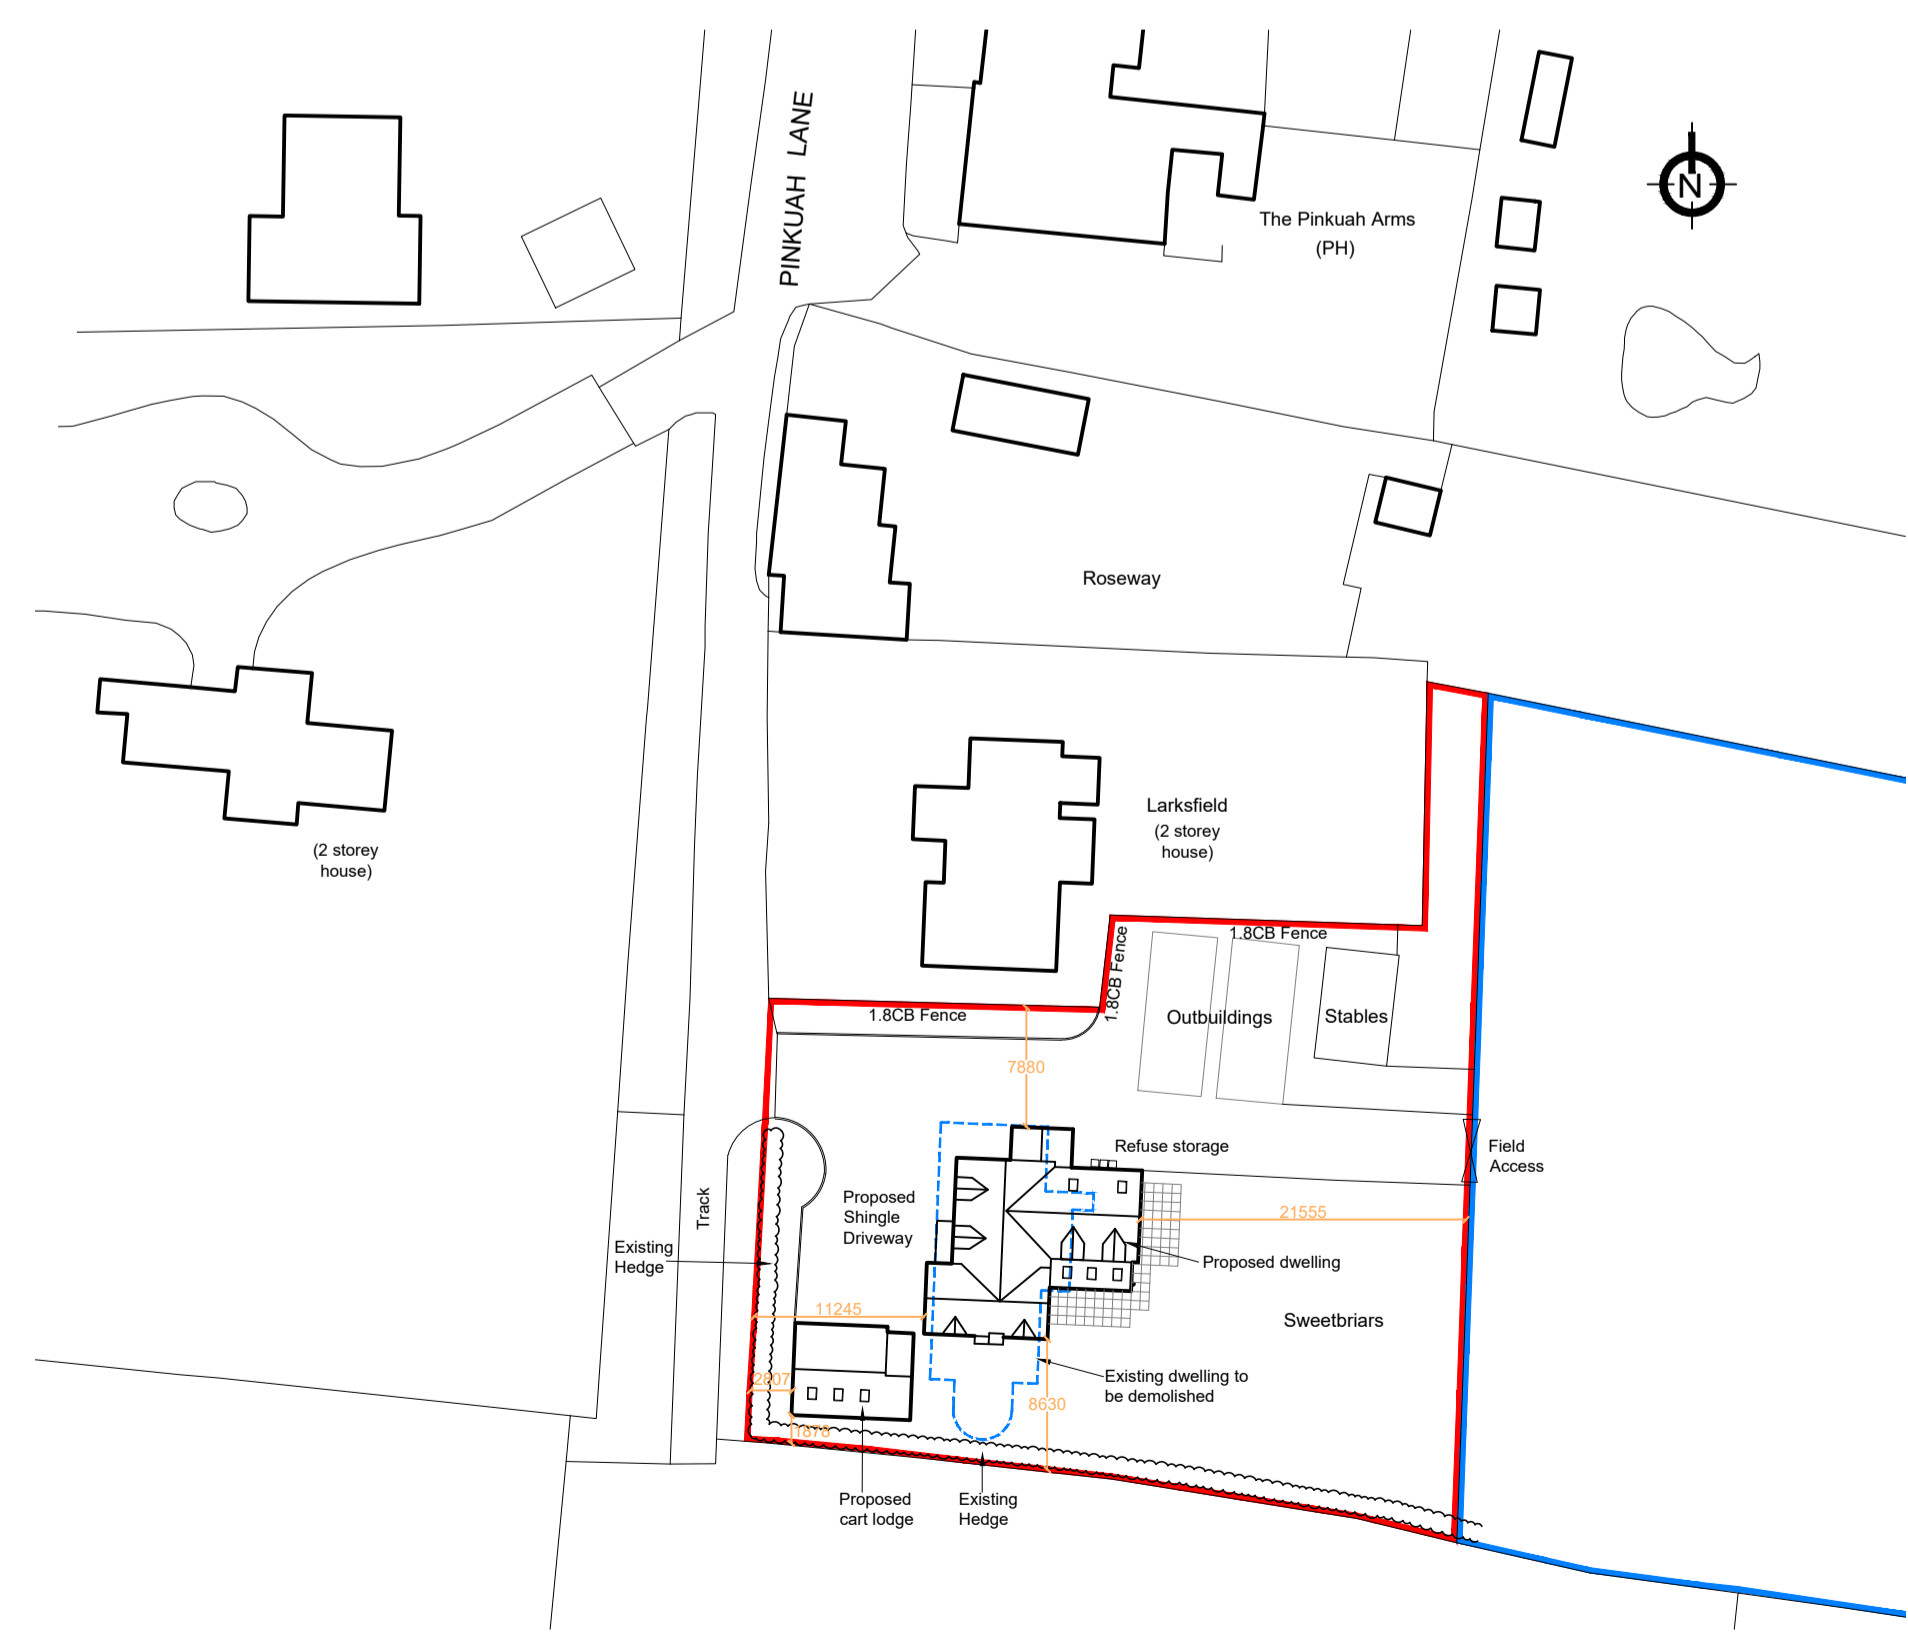 PINKUAH LANE
N
The Pinkuah Arms
(PH)
Roseway
Larksfield
(2 storey
house)
(2 storey
house)
1.8CB Fence
1.8CB Fence
1.8CB Fence
Outbuildings
Stables
7880
Refuse storage
Field
Access
Track
Proposed
Shingle
Driveway
21555
Existing
Hedge
Proposed dwelling
11245
Sweetbriars
2807
Existing dwelling to
be demolished
8630
1878
Proposed
cart lodge
Existing
Hedge